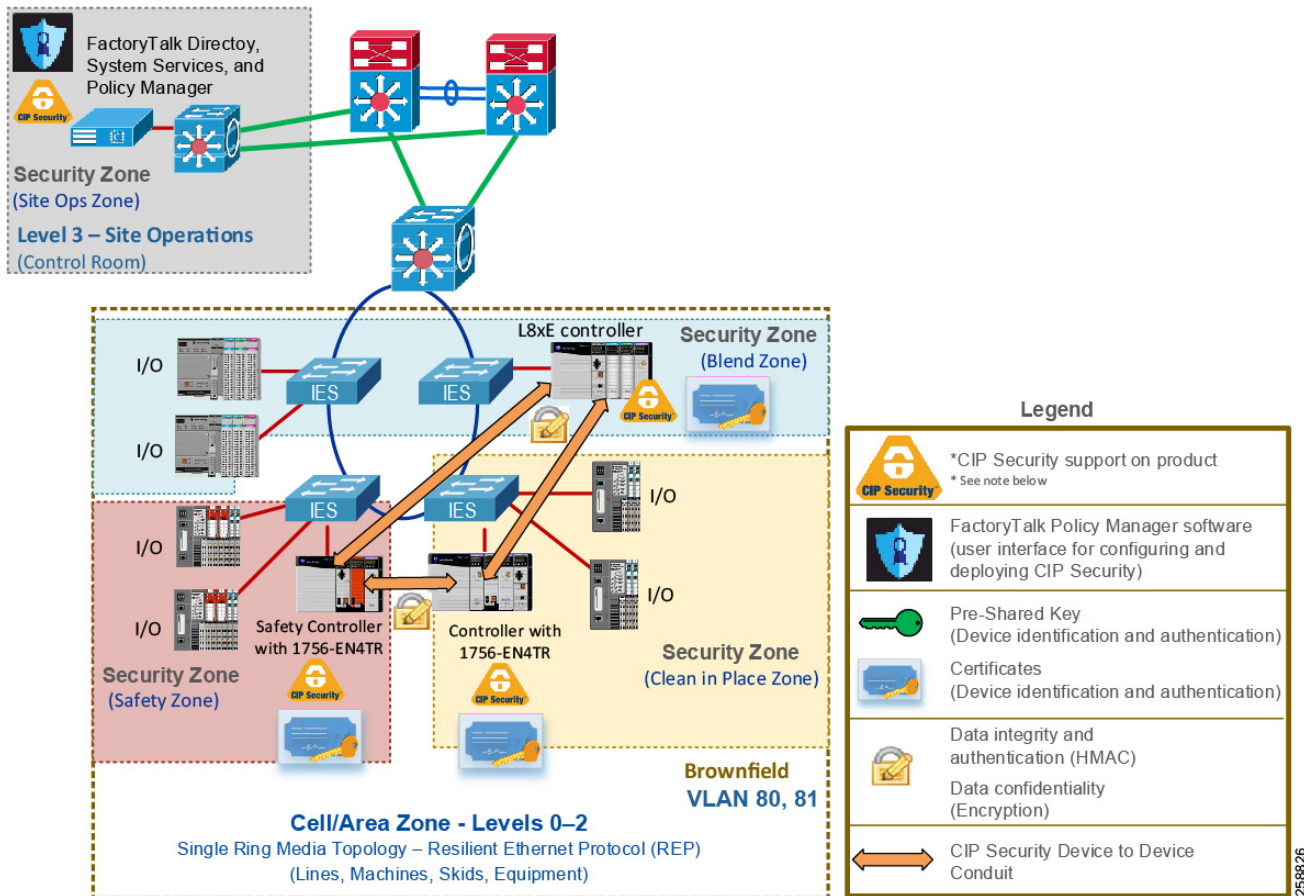 FactoryTalk Directoy,
System Services, and
Policy Manager
CIP Security
Security Zone
(Site Ops Zone)
Level 3 – Site Operations
(Control Room)
L8xE controller
Security Zone
(Blend Zone)
I/O
IES
IES
CIP Security
I/O
IES
IES
I/O
I/O
I/O
I/O
Safety Controller
with 1756-EN4TR
Controller with
1756-EN4TR
Security Zone
(Safety Zone)
CIP Security
CIP Security
Security Zone
(Clean in Place Zone)
Brownfield
VLAN 80, 81
Cell/Area Zone - Levels 0–2
Single Ring Media Topology – Resilient Ethernet Protocol (REP)
(Lines, Machines, Skids, Equipment)
Legend
CIP Security™
*CIP Security support on product
* See note below
FactoryTalk Policy Manager software
(user interface for configuring and
deploying CIP Security)
Pre-Shared Key
(Device identification and authentication)
Certificates
(Device identification and authentication)
Data integrity and
authentication (HMAC)
Data confidentiality
(Encryption)
CIP Security Device to Device
Conduit
258826